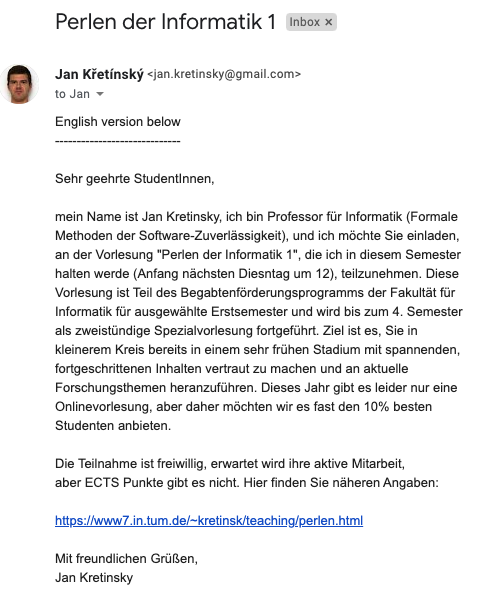 Perlen der Informatik 1 Inbox ×
Jan Křetínský <jan.kretinsky@gmail.com>
to Jan
English version below
----------------------------
Sehr geehrte StudentInnen,
mein Name ist Jan Kretinsky, ich bin Professor für Informatik (Formale
Methoden der Software-Zuverlässigkeit), und ich möchte Sie einladen,
an der Vorlesung "Perlen der Informatik 1", die ich in diesem Semester
halten werde (Anfang nächsten Diesntag um 12), teilzunehmen. Diese
Vorlesung ist Teil des Begabtenförderungsprogramms der Fakultät für
Informatik für ausgewählte Erstsemester und wird bis zum 4. Semester
als zweistündige Spezialvorlesung fortgeführt. Ziel ist es, Sie in
kleinerem Kreis bereits in einem sehr frühen Stadium mit spannenden,
fortgeschrittenen Inhalten vertraut zu machen und an aktuelle
Forschungsthemen heranzuführen. Dieses Jahr gibt es leider nur eine
Onlinevorlesung, aber daher möchten wir es fast den 10% besten
Studenten anbieten.
Die Teilnahme ist freiwillig, erwartet wird ihre aktive Mitarbeit,
aber ECTS Punkte gibt es nicht. Hier finden Sie näheren Angaben:
https://www7.in.tum.de/~kretinsk/teaching/perlen.html
Mit freundlichen Grüßen,
Jan Kretinsky